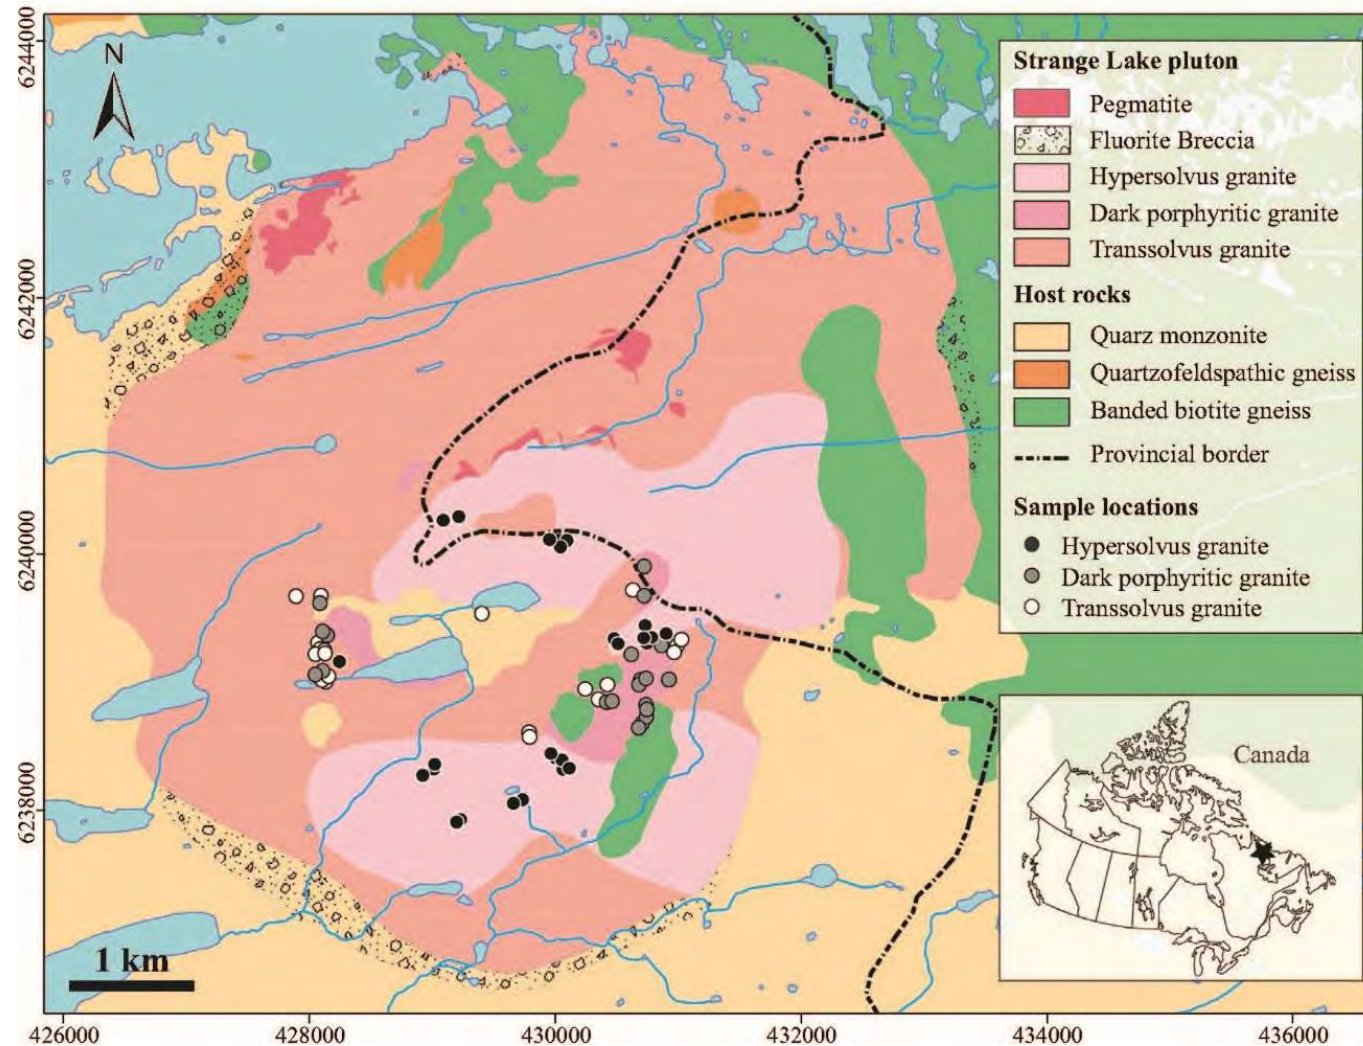 N
Strange Lake pluton
Pegmatite
Fluorite Breccia
Hypersolvus granite
Dark porphyritic granite
Transsolvus granite
Host rocks
Quarz monzonite
Quartzofeldspathic gneiss
Banded biotite gneiss
Provincial border
Sample locations
Hypersolvus granite
Dark porphyritic granite
Transsolvus granite
Canada
1 km
6244000
6242000
6240000
6238000
426000
428000
430000
432000
434000
436000